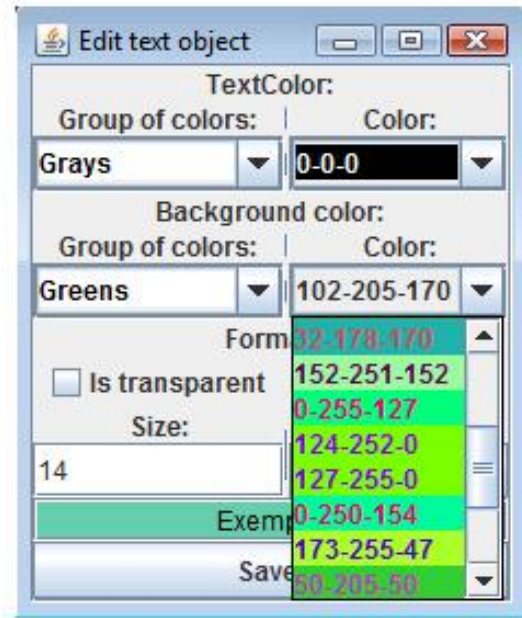 Edit text object
TextColor:
Group of colors: Color:
Grays 0-0-0
Background color:
Group of colors: Color:
Greens 102-205-170
Form 32-178-170
Is transparent 152-251-152
0-255-127
Size: 124-252-0
14 127-255-0
Exemp 0-250-154
173-255-47
Save 50-205-50